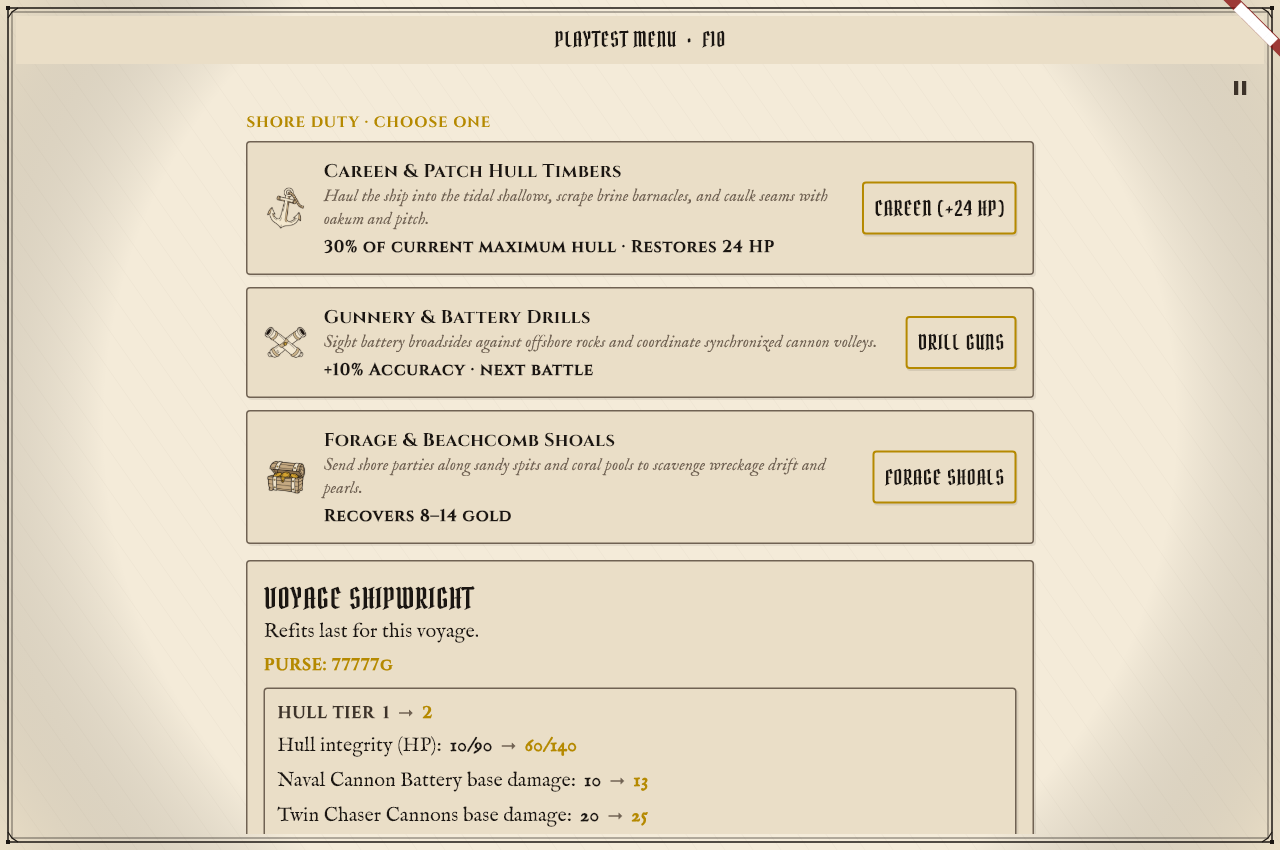 PLAYTEST MENU · F10
SHORE DUTY · CHOOSE ONE
Careen & Patch Hull Timbers
Haul the ship into the tidal shallows, scrape brine barnacles, and caulk seams with
oakum and pitch.
30% of current maximum hull · Restores 24 HP
CAREEN (+24 HP)
Gunnery & Battery Drills
Sight battery broadsides against offshore rocks and coordinate synchronized cannon volleys.
+10% Accuracy · next battle
DRILL GUNS
Forage & Beachcomb Shoals
Send shore parties along sandy spits and coral pools to scavenge wreckage drift and
pearls.
Recovers 8–14 gold
FORAGE SHOALS
VOYAGE SHIPWRIGHT
Refits last for this voyage.
PURSE: 77777G
HULL TIER 1 → 2
Hull integrity (HP): 10/90 → 60/140
Naval Cannon Battery base damage: 10 → 13
Twin Chaser Cannons base damage: 20 → 25